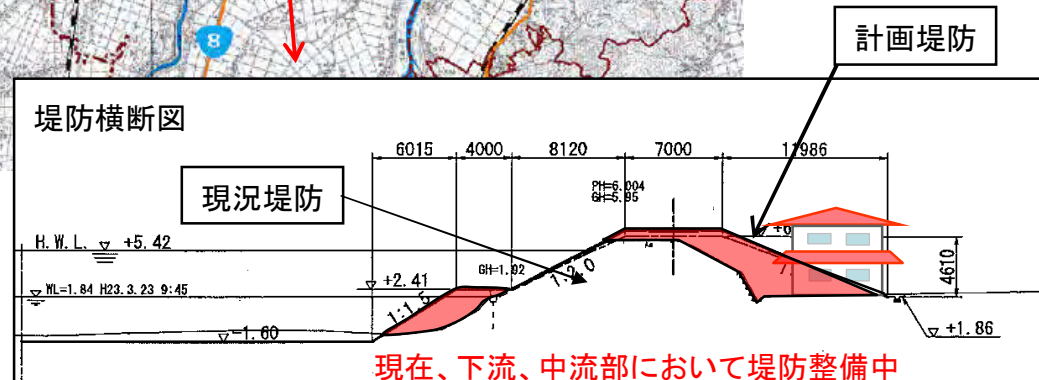 8
計画堤防
堤防横断図
6015 4000 8120 7000 11986
現況堤防
PH=6.004
GH=5.95
H.W.L. ▽ +5.42
+6
+2.41
GH=1.92
1:2.0
4610
WL=1.84 H23.3.23 9:45
1:1.5
-1.60
+1.86
現在、下流、中流部において堤防整備中